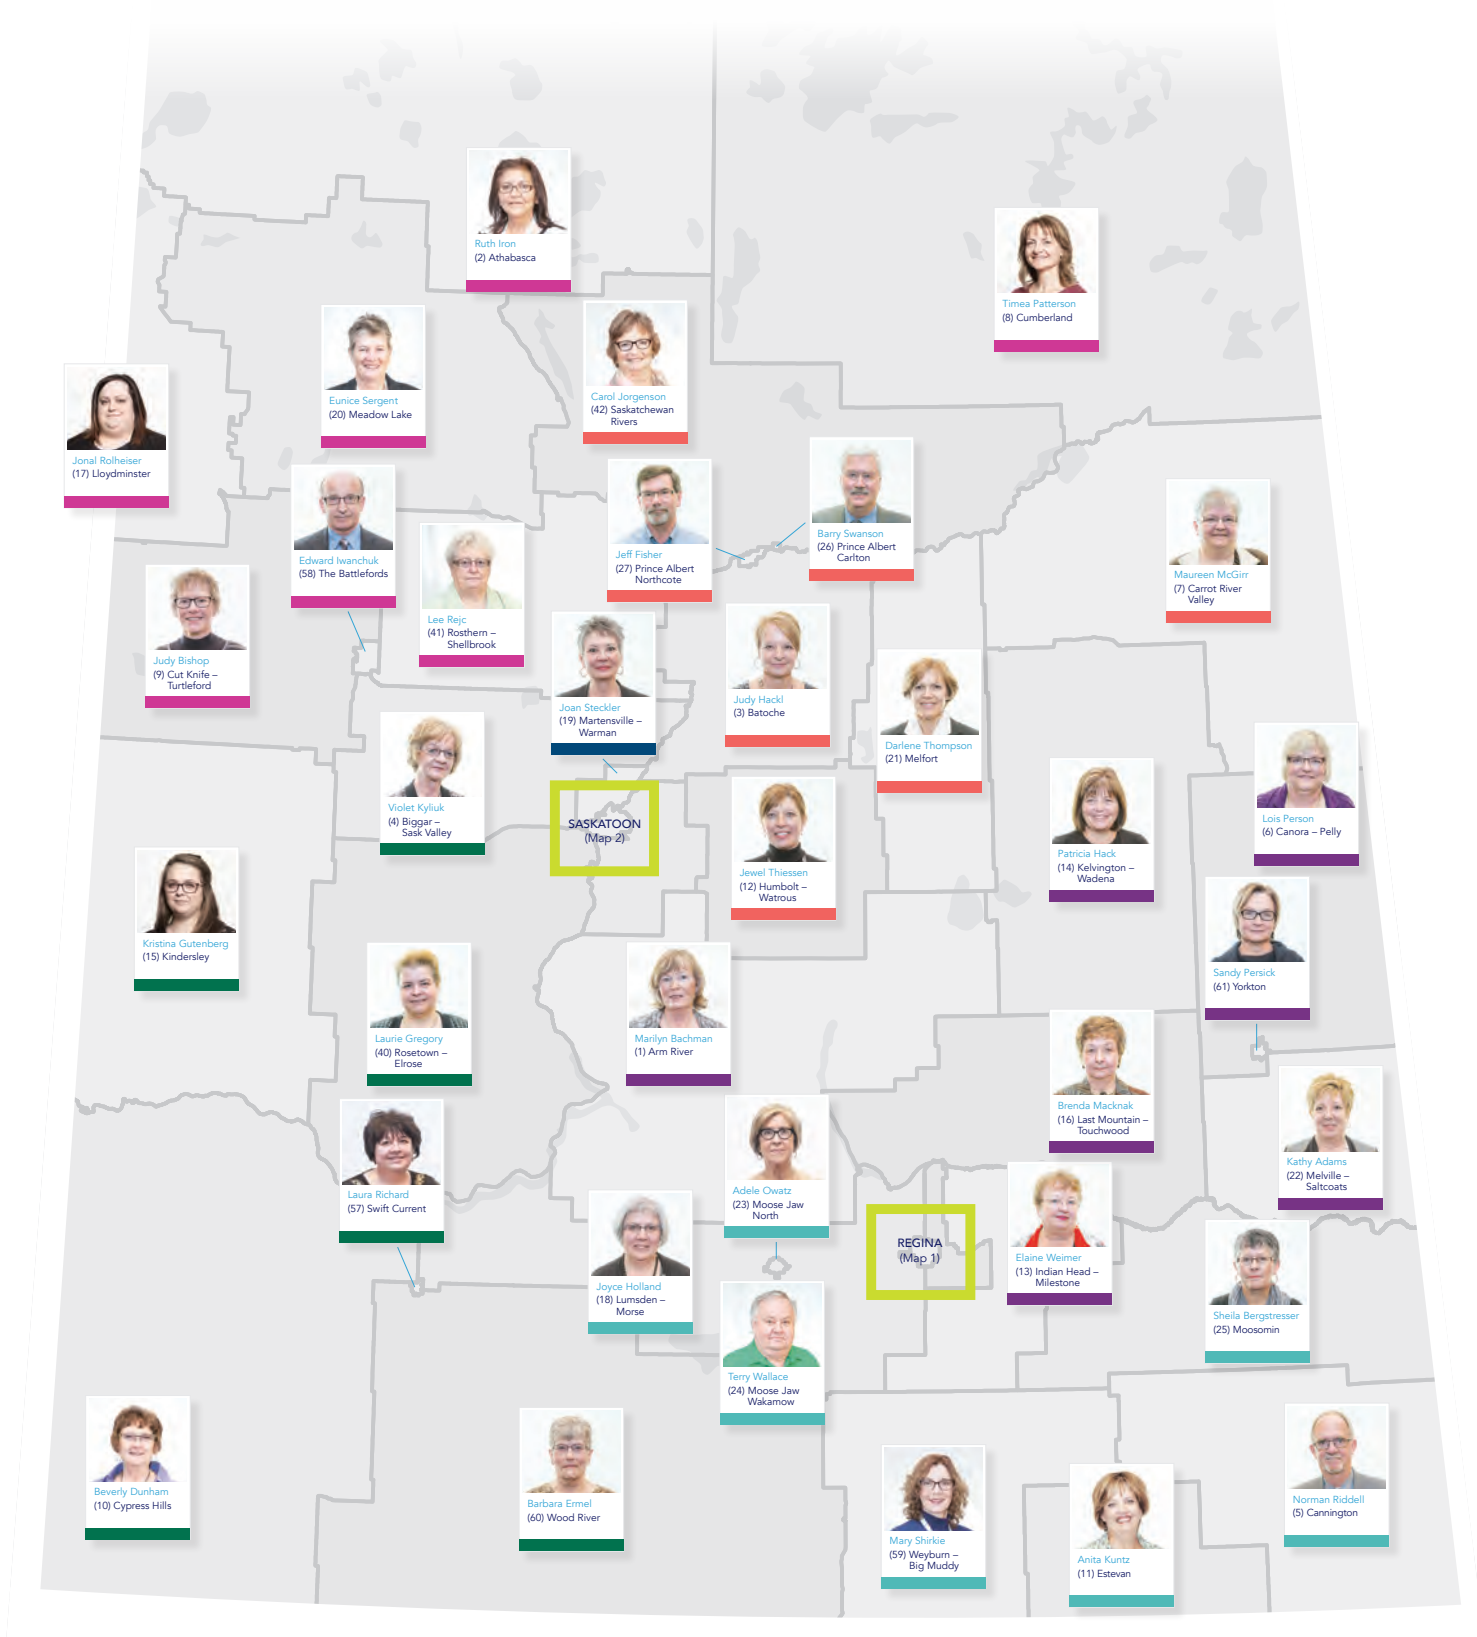 Ruth Iron
(2) Athabasca
Timea Patterson
(8) Cumberland
Eunice Sergent
(20) Meadow Lake
Carol Jorgenson
(42) Saskatchewan
Rivers
Jonal Rolheiser
(17) Lloydminster
Edward Iwanchuk
(58) The Battlefords
Jeff Fisher
(27) Prince Albert
Northcote
Barry Swanson
(26) Prince Albert
Carlton
Maureen McGirr
(7) Carrot River
Valley
Lee Rejc
(41) Rosthern –
Shellbrook
Judy Bishop
(9) Cut Knife –
Turtleford
Joan Steckler
(19) Martensville –
Warman
Judy Hackl
(3) Batoche
Darlene Thompson
(21) Melfort
Violet Kyliuk
(4) Biggar –
Sask Valley
SASKATOON
(Map 2)
Jewel Thiessen
(12) Humbolt –
Watrous
Patricia Hack
(14) Kelvington –
Wadena
Lois Person
(6) Canora – Pelly
Kristina Gutenberg
(15) Kindersley
Sandy Persick
(61) Yorkton
Laurie Gregory
(40) Rosetown –
Elrose
Marilyn Bachman
(1) Arm River
Brenda Macknak
(16) Last Mountain –
Touchwood
Kathy Adams
(22) Melville –
Saltcoats
Laura Richard
(57) Swift Current
Adele Owatz
(23) Moose Jaw
North
REGINA
(Map 1)
Elaine Weimer
(13) Indian Head –
Milestone
Joyce Holland
(18) Lumsden –
Morse
Sheila Bergstresser
(25) Moosomin
Terry Wallace
(24) Moose Jaw
Wakamow
Beverly Dunham
(10) Cypress Hills
Barbara Ermel
(60) Wood River
Mary Shirkie
(59) Weyburn –
Big Muddy
Anita Kuntz
(11) Estevan
Norman Riddell
(5) Cannington